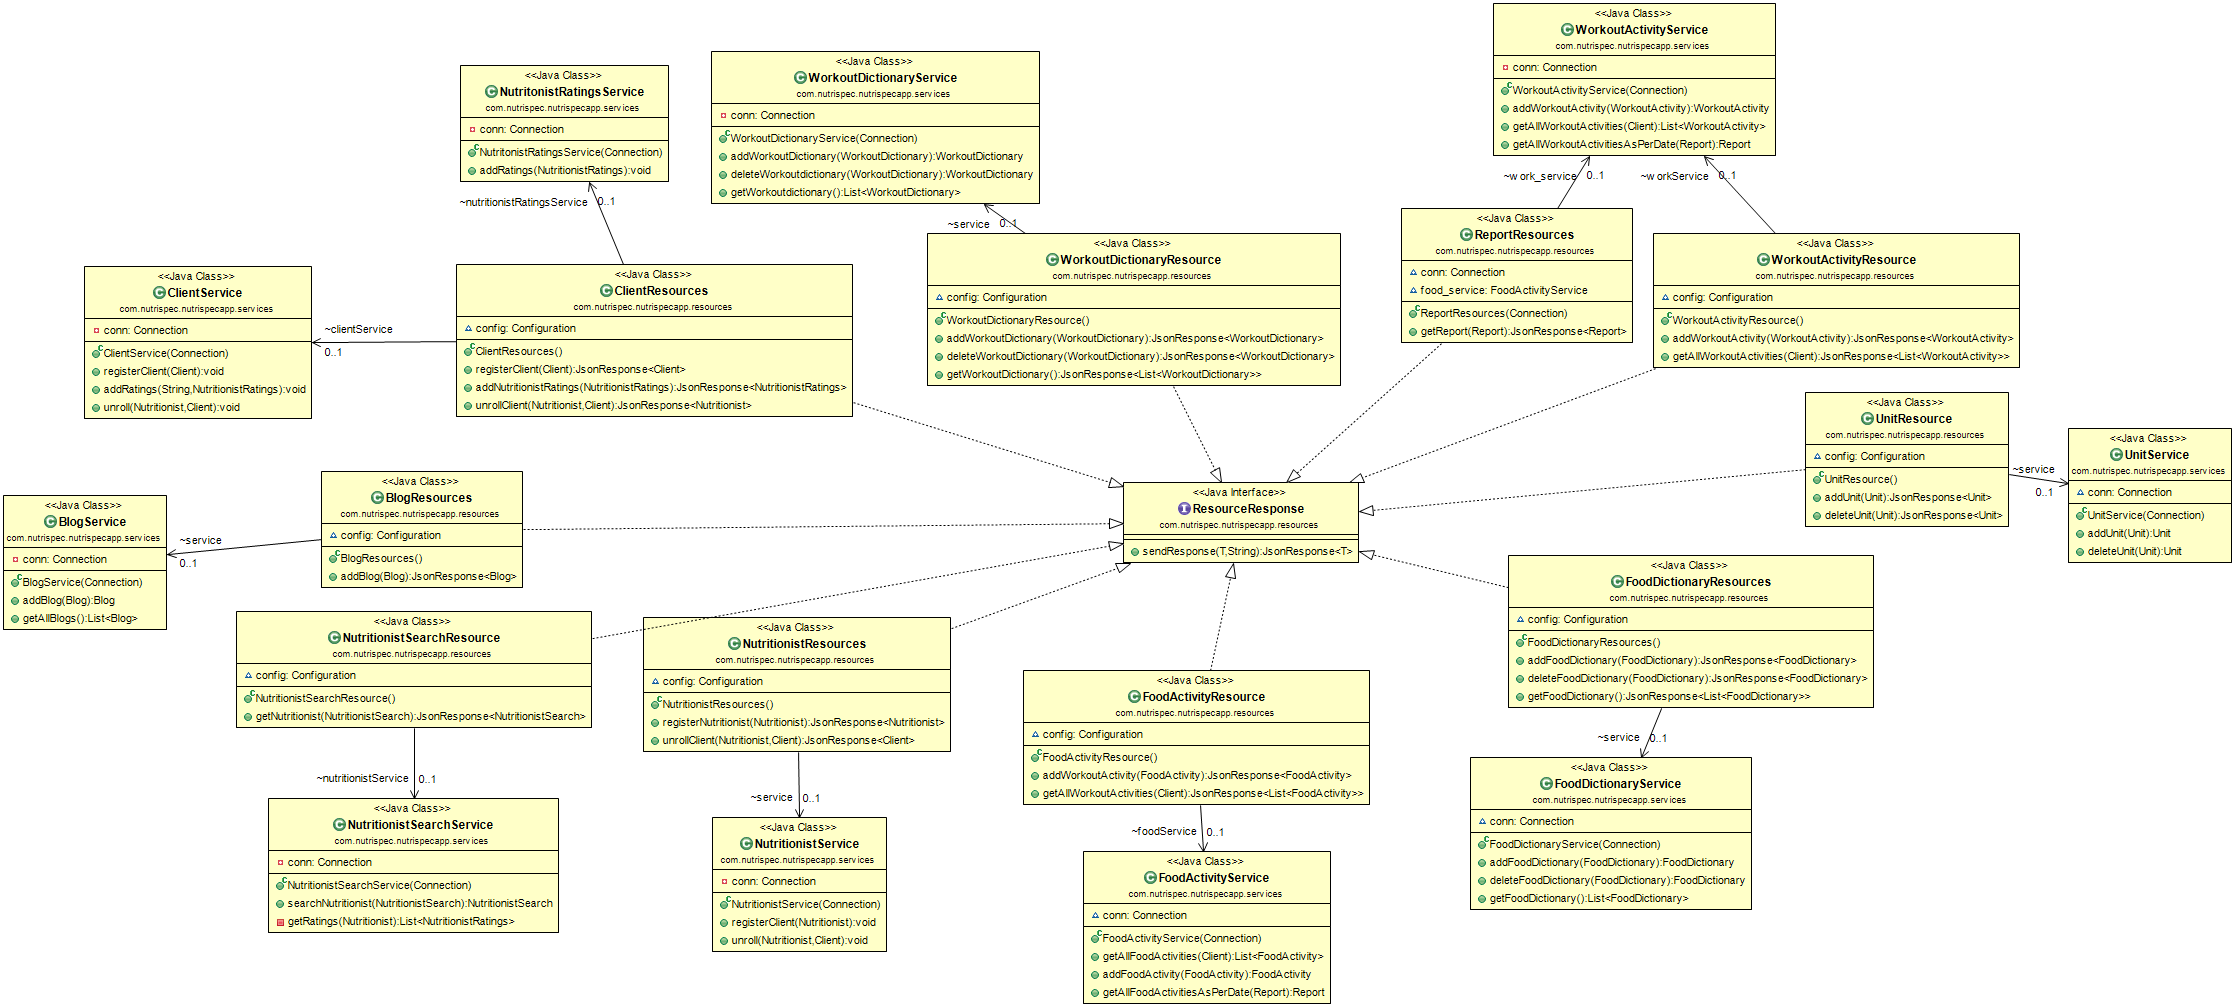 <<Java Class>>
WorkoutActivityService
com.nutrispec.nutrispecapp.services
conn: Connection
WorkoutActivityService(Connection)
addWorkoutActivity(WorkoutActivity):WorkoutActivity
getAllWorkoutActivities(Client):List<WorkoutActivity>
getAllWorkoutActivitiesAsPerDate(Report):Report
<<Java Class>>
WorkoutDictionaryService
com.nutrispec.nutrispecapp.services
conn: Connection
WorkoutDictionaryService(Connection)
addWorkoutDictionary(WorkoutDictionary):WorkoutDictionary
deleteWorkoutdictionary(WorkoutDictionary):WorkoutDictionary
getWorkoutdictionary():List<WorkoutDictionary>
<<Java Class>>
NutritonistRatingsService
com.nutrispec.nutrispecapp.services
conn: Connection
NutritonistRatingsService(Connection)
addRatings(NutritionistRatings):void
~nutritionistRatingsService
0..1
~service
0..1
~work_service
0..1
~workService
0..1
<<Java Class>>
ReportResources
com.nutrispec.nutrispecapp.resources
conn: Connection
food_service: FoodActivityService
ReportResources(Connection)
getReport(Report):JsonResponse<Report>
<<Java Class>>
WorkoutDictionaryResource
com.nutrispec.nutrispecapp.resources
config: Configuration
WorkoutDictionaryResource()
addWorkoutDictionary(WorkoutDictionary):JsonResponse<WorkoutDictionary>
deleteWorkoutDictionary(WorkoutDictionary):JsonResponse<WorkoutDictionary>
getWorkoutDictionary():JsonResponse<List<WorkoutDictionary>>
<<Java Class>>
WorkoutActivityResource
com.nutrispec.nutrispecapp.resources
config: Configuration
WorkoutActivityResource()
addWorkoutActivity(WorkoutActivity):JsonResponse<WorkoutActivity>
getAllWorkoutActivities(Client):JsonResponse<List<WorkoutActivity>>
<<Java Class>>
ClientService
com.nutrispec.nutrispecapp.services
conn: Connection
ClientService(Connection)
registerClient(Client):void
addRatings(String,NutritionistRatings):void
unroll(Nutritionist,Client):void
~clientService
0..1
<<Java Class>>
ClientResources
com.nutrispec.nutrispecapp.resources
config: Configuration
ClientResources()
registerClient(Client):JsonResponse<Client>
addNutritionistRatings(NutritionistRatings):JsonResponse<NutritionistRatings>
unrollClient(Nutritionist,Client):JsonResponse<Nutritionist>
<<Java Class>>
UnitResource
com.nutrispec.nutrispecapp.resources
config: Configuration
UnitResource()
addUnit(Unit):JsonResponse<Unit>
deleteUnit(Unit):JsonResponse<Unit>
~service
0..1
<<Java Class>>
UnitService
com.nutrispec.nutrispecapp.services
conn: Connection
UnitService(Connection)
addUnit(Unit):Unit
deleteUnit(Unit):Unit
<<Java Class>>
BlogService
com.nutrispec.nutrispecapp.services
conn: Connection
BlogService(Connection)
addBlog(Blog):Blog
getAllBlogs():List<Blog>
~service
0..1
<<Java Class>>
BlogResources
com.nutrispec.nutrispecapp.resources
config: Configuration
BlogResources()
addBlog(Blog):JsonResponse<Blog>
<<Java Interface>>
ResourceResponse
com.nutrispec.nutrispecapp.resources
sendResponse(T,String):JsonResponse<T>
<<Java Class>>
FoodDictionaryResources
com.nutrispec.nutrispecapp.resources
config: Configuration
FoodDictionaryResources()
addFoodDictionary(FoodDictionary):JsonResponse<FoodDictionary>
deleteFoodDictionary(FoodDictionary):JsonResponse<FoodDictionary>
getFoodDictionary():JsonResponse<List<FoodDictionary>>
<<Java Class>>
NutritionistSearchResource
com.nutrispec.nutrispecapp.resources
config: Configuration
NutritionistSearchResource()
getNutritionist(NutritionistSearch):JsonResponse<NutritionistSearch>
<<Java Class>>
NutritionistResources
com.nutrispec.nutrispecapp.resources
config: Configuration
NutritionistResources()
registerNutritionist(Nutritionist):JsonResponse<Nutritionist>
unrollClient(Nutritionist,Client):JsonResponse<Client>
<<Java Class>>
FoodActivityResource
com.nutrispec.nutrispecapp.resources
config: Configuration
FoodActivityResource()
addWorkoutActivity(FoodActivity):JsonResponse<FoodActivity>
getAllWorkoutActivities(Client):JsonResponse<List<FoodActivity>>
~service
0..1
~nutritionistService
0..1
~service
0..1
~foodService
0..1
<<Java Class>>
FoodDictionaryService
com.nutrispec.nutrispecapp.services
conn: Connection
FoodDictionaryService(Connection)
addFoodDictionary(FoodDictionary):FoodDictionary
deleteFoodDictionary(FoodDictionary):FoodDictionary
getFoodDictionary():List<FoodDictionary>
<<Java Class>>
NutritionistSearchService
com.nutrispec.nutrispecapp.services
conn: Connection
NutritionistSearchService(Connection)
searchNutritionist(NutritionistSearch):NutritionistSearch
getRatings(Nutritionist):List<NutritionistRatings>
<<Java Class>>
NutritionistService
com.nutrispec.nutrispecapp.services
conn: Connection
NutritionistService(Connection)
registerClient(Nutritionist):void
unroll(Nutritionist,Client):void
<<Java Class>>
FoodActivityService
com.nutrispec.nutrispecapp.services
conn: Connection
FoodActivityService(Connection)
getAllFoodActivities(Client):List<FoodActivity>
addFoodActivity(FoodActivity):FoodActivity
getAllFoodActivitiesAsPerDate(Report):Report